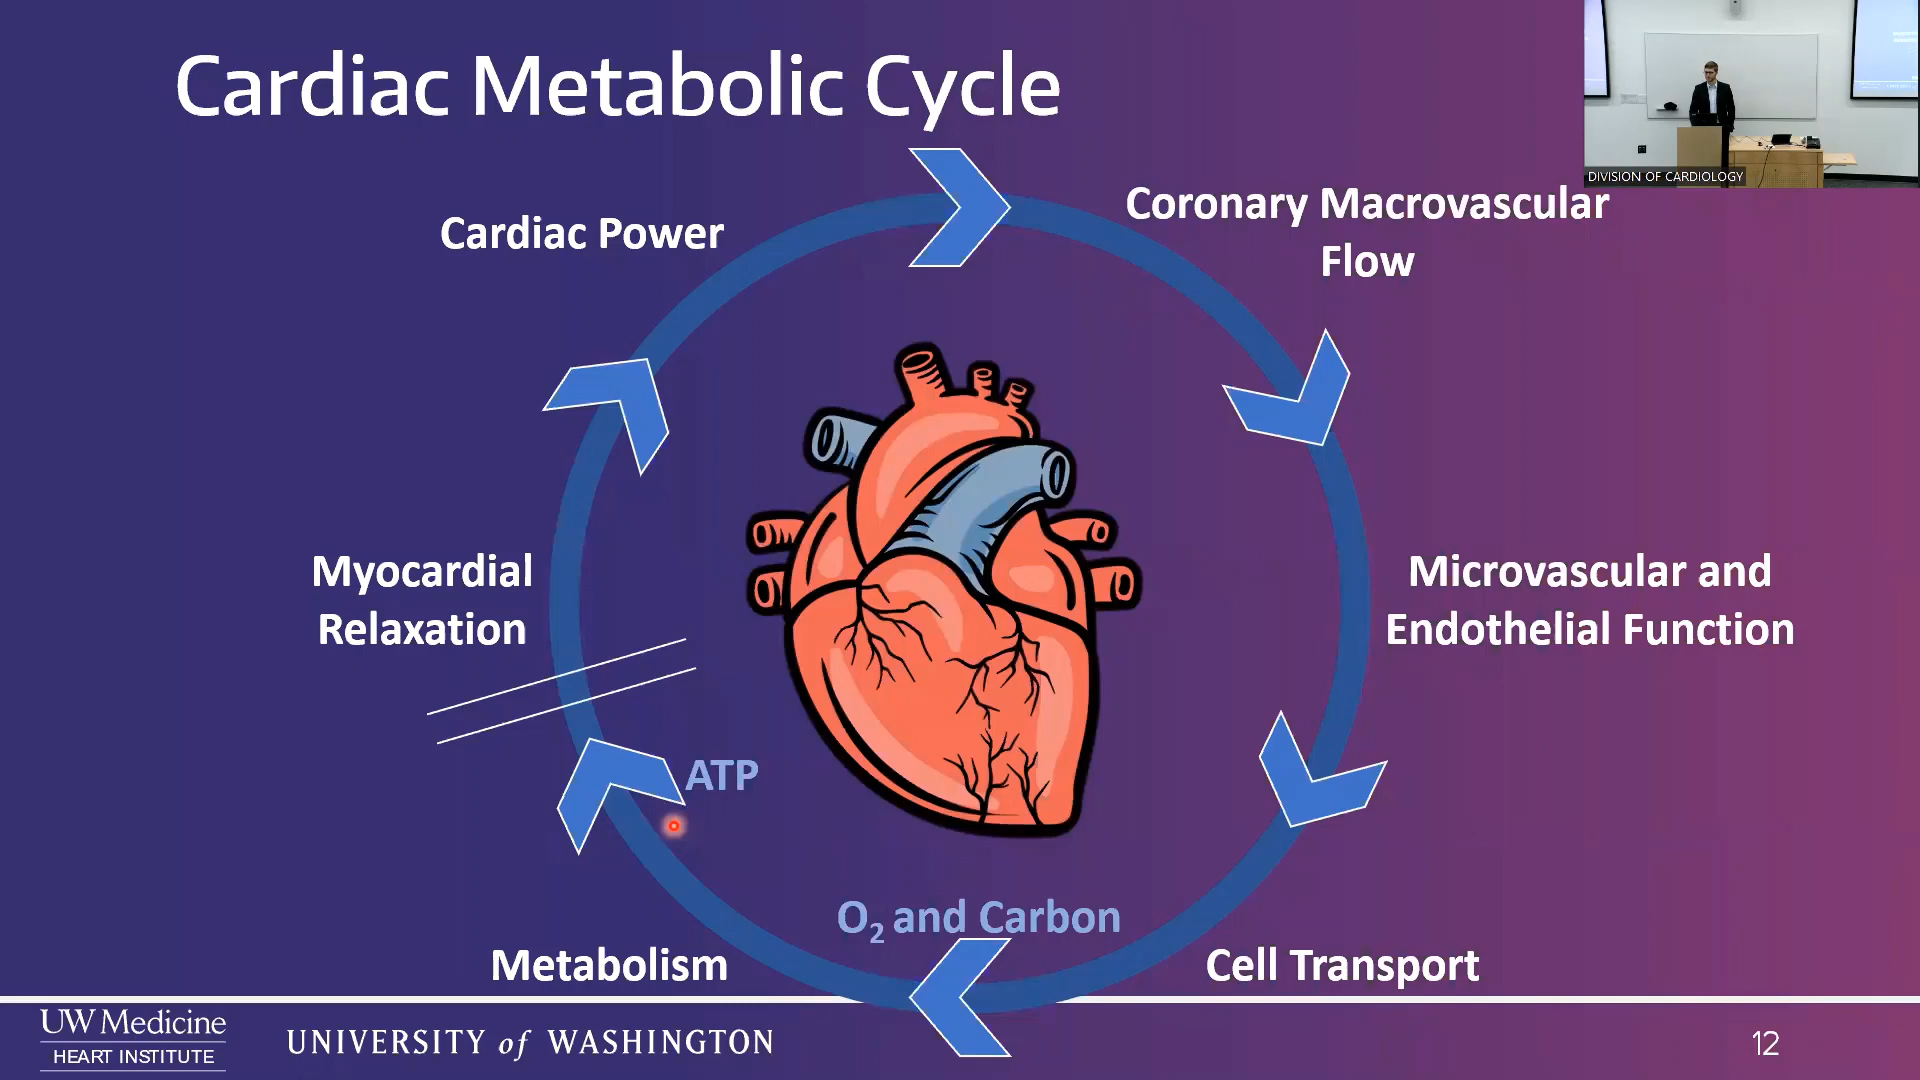 Cardiac Metabolic Cycle
DIVISION OF CARDIOLOGY
Cardiac Power
Coronary Macrovascular
Flow
Myocardial
Relaxation
Microvascular and
Endothelial Function
ATP
O₂ and Carbon
Metabolism
Cell Transport
UW Medicine
HEART INSTITUTE
UNIVERSITY of WASHINGTON
12